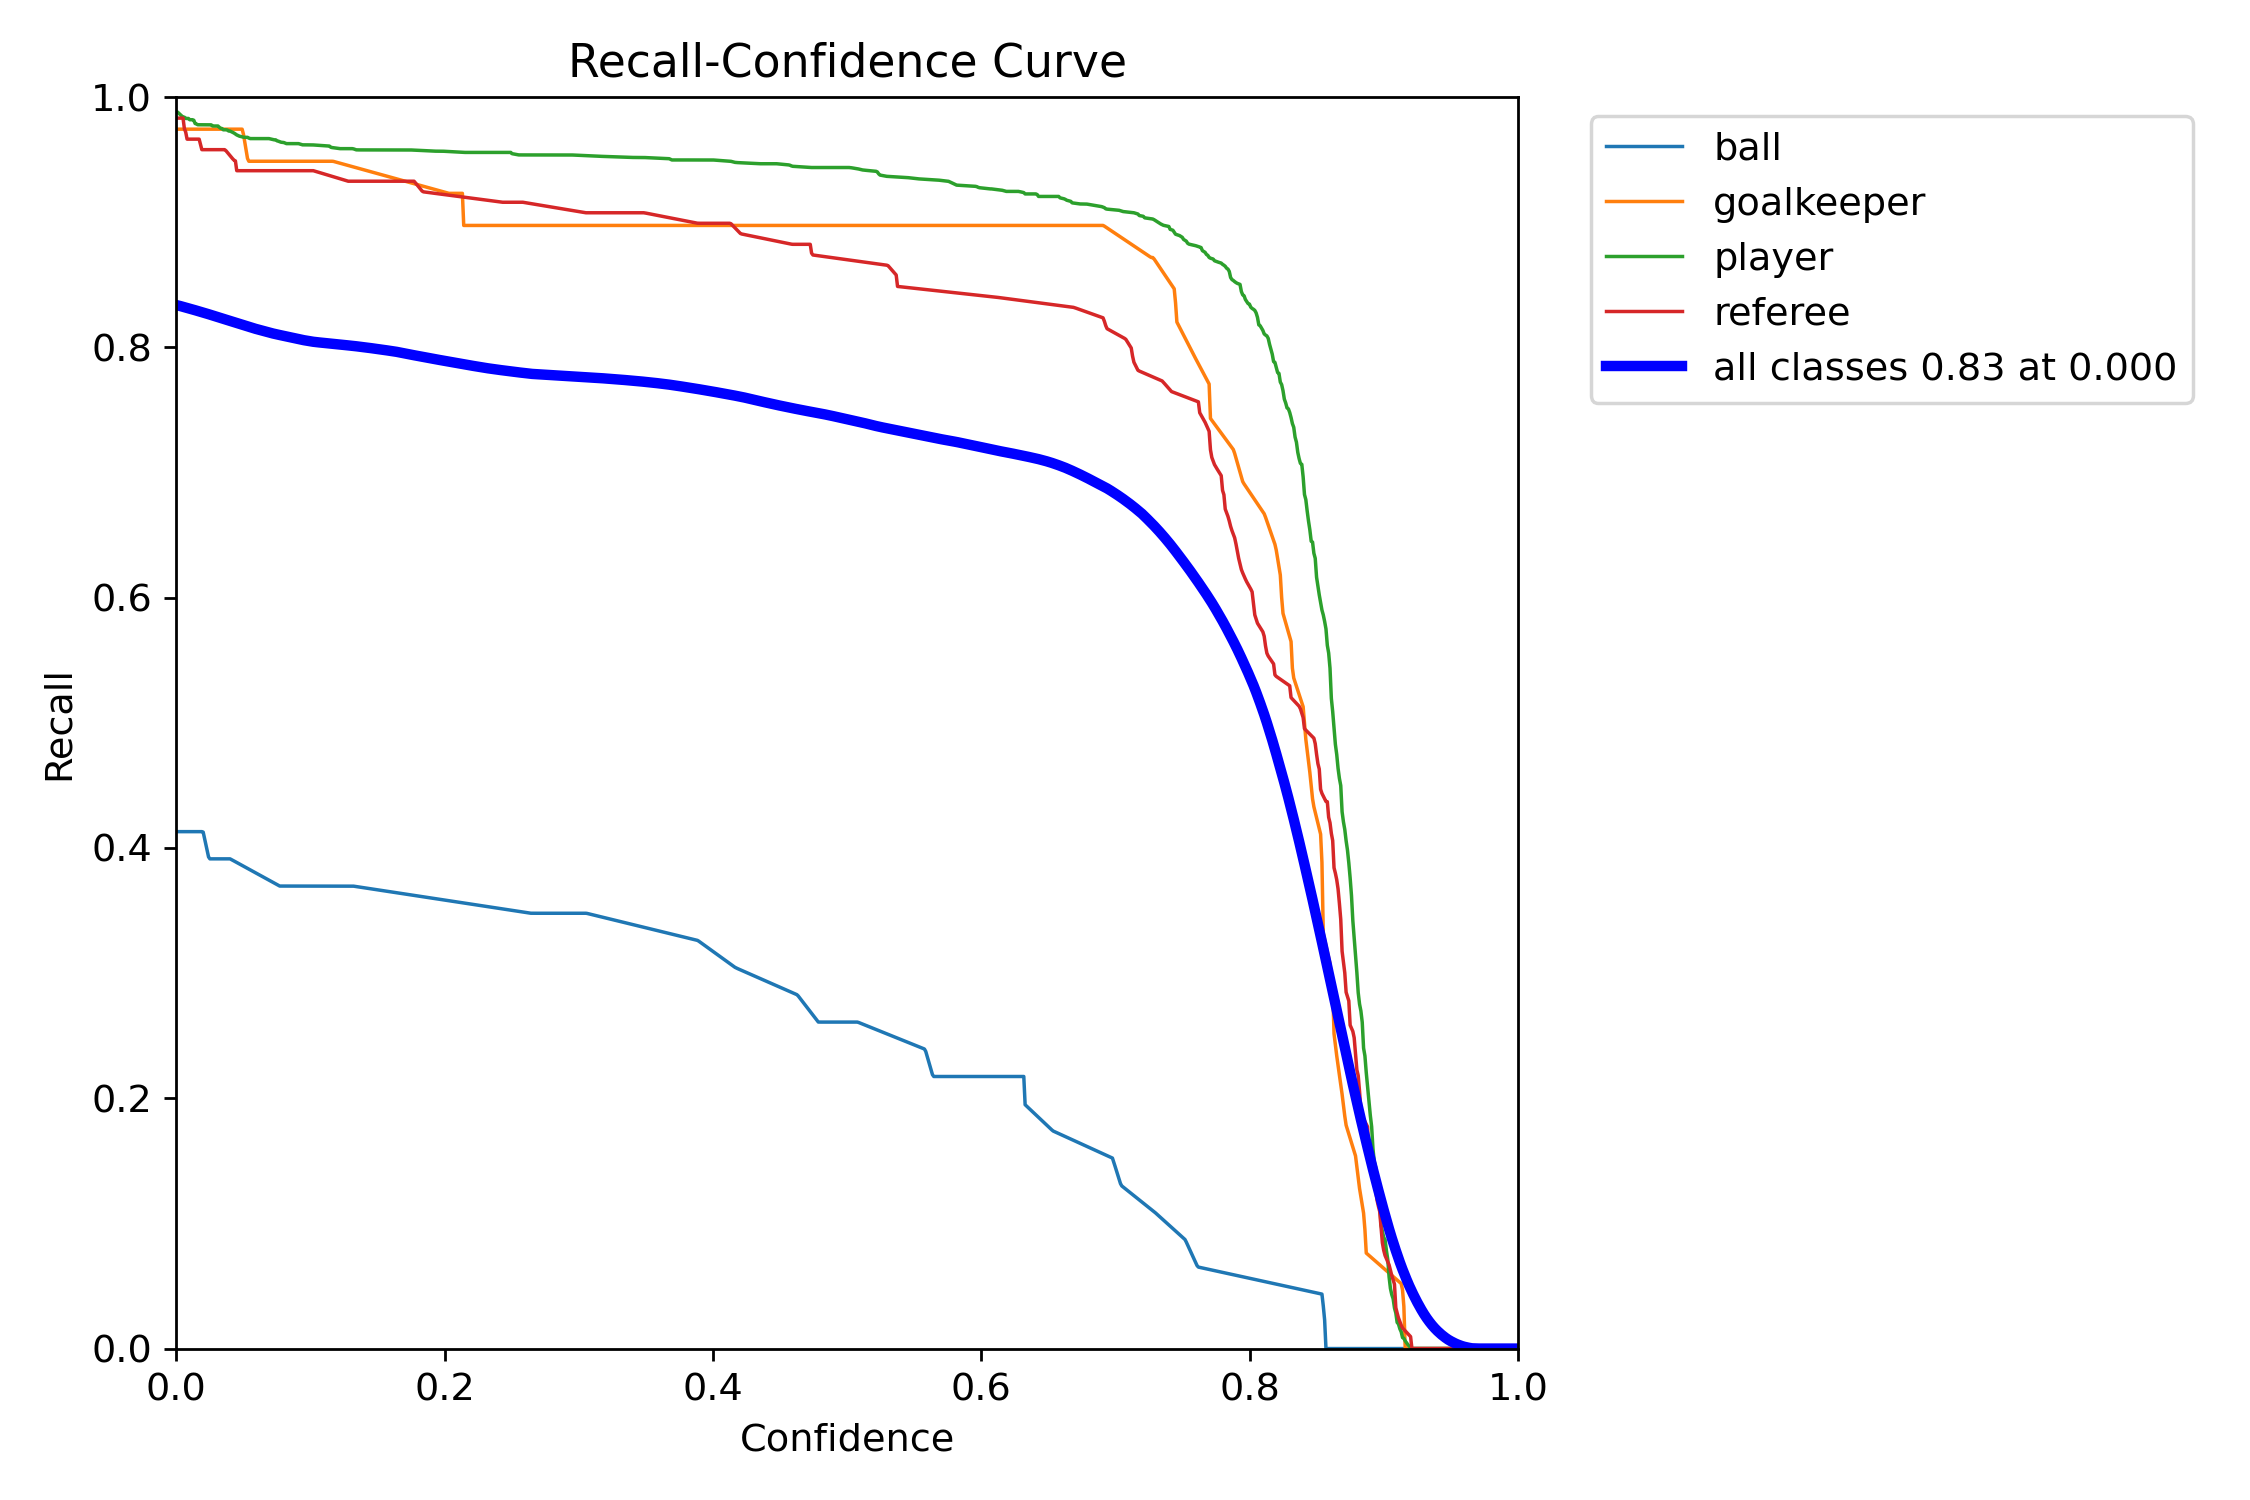 Recall-Confidence Curve
1.0
0.8
0.6
0.4
0.2
0.0
Recall
0.0 0.2 0.4 0.6 0.8 1.0
Confidence
ball
goalkeeper
player
referee
all classes 0.83 at 0.000